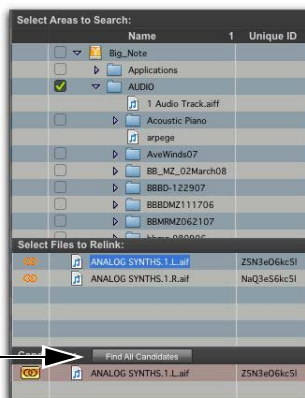 Select Areas to Search:
Name 1 Unique ID
Big_Note
Applications
AUDIO
1 Audio Track.aiff
Acoustic Piano
arpege
AveWinds07
BB_MZ_02March08
BBBD-122907
BBBDMZ111706
BBMRMZ062107
Select Files to Relink:
ANALOG SYNTHS.1.L.aif Z5N3eO6kc5l
ANALOG SYNTHS.1.R.aif NaQ3eS6kc5l
Find All Candidates
ANALOG SYNTHS.1.L.aif Z5N3eO6kc5l